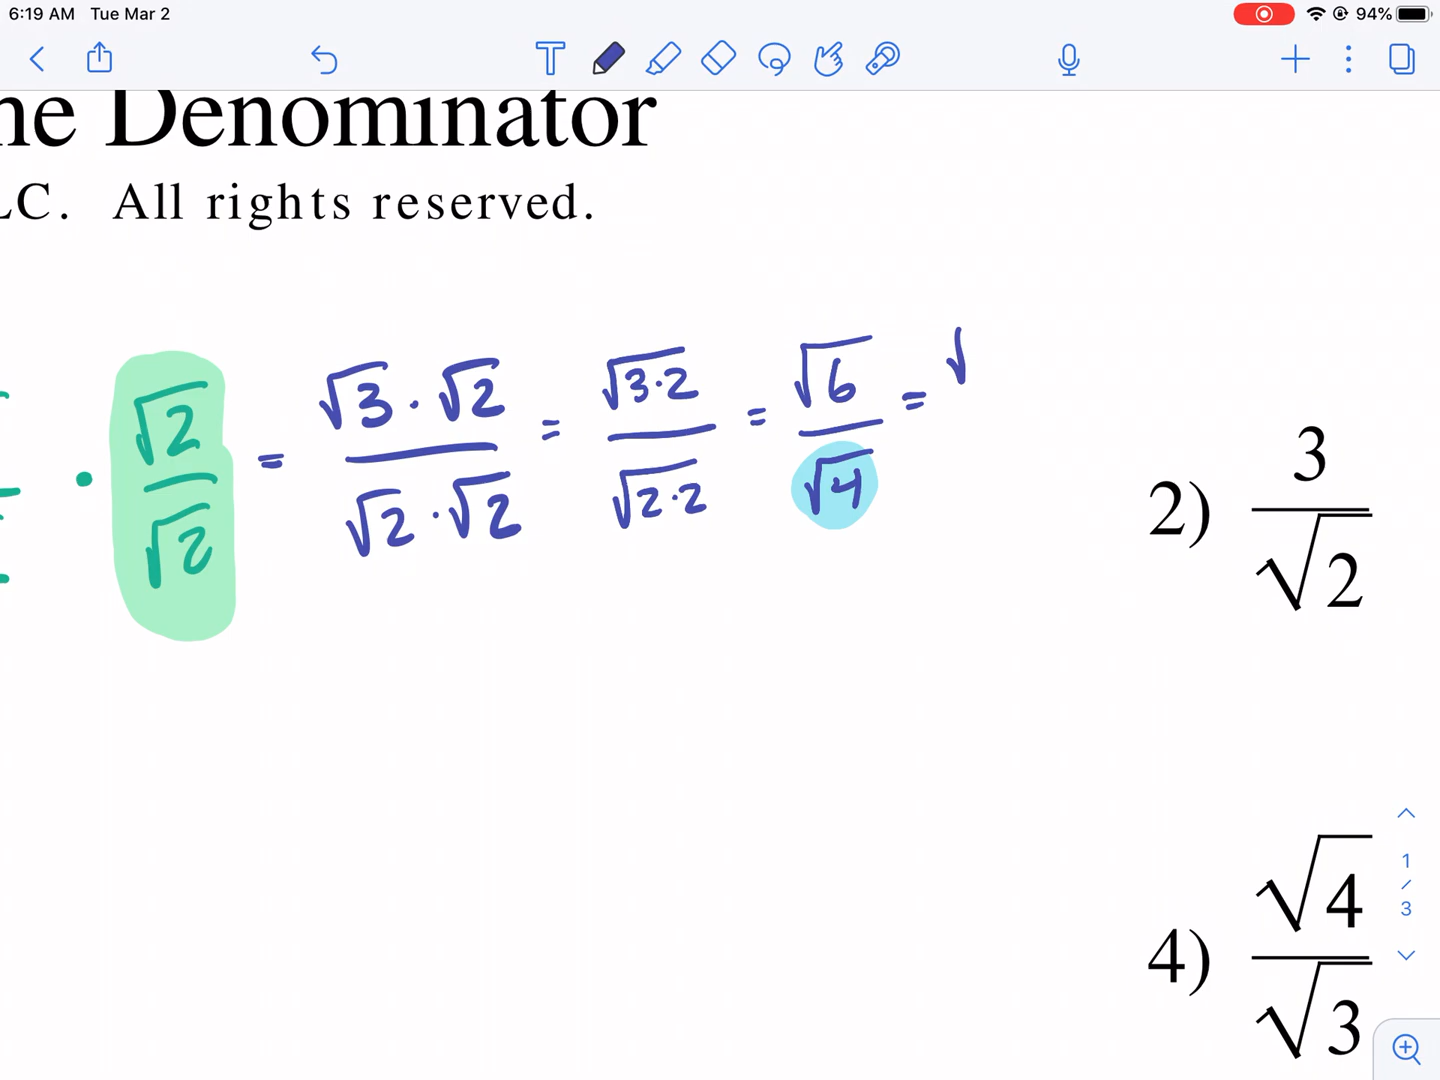 6:19 AM Tue Mar 2 94%
he Denominator
LC. All rights reserved.
· √2/√2 = √3 · √2 / √2 · √2 = √3·2 / √2·2 = √6/√4 = √
2) 3/√2
4) √4/√3
1
/
3